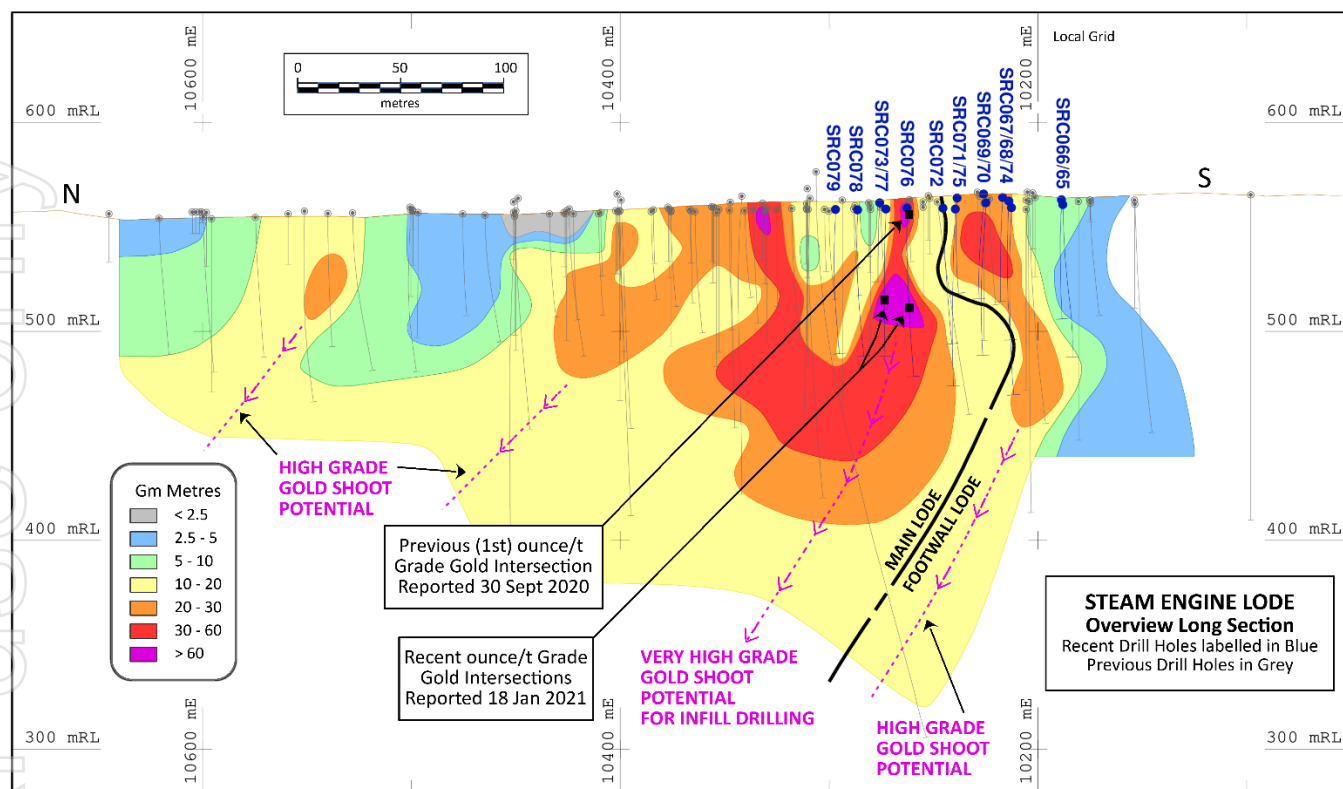 10600 mE
10400 mE
10200 mE
Local Grid
0 50 100
metres
600 mRL
600 mRL
SRC079
SRC078
SRC073/77
SRC076
SRC072
SRC071/75
SRC069/70
SRC067/68/74
SRC066/65
N
S
500 mRL
500 mRL
HIGH GRADE
GOLD SHOOT
POTENTIAL
Gm Metres
< 2.5
2.5 - 5
5 - 10
10 - 20
20 - 30
30 - 60
> 60
400 mRL
400 mRL
Previous (1st) ounce/t
Grade Gold Intersection
Reported 30 Sept 2020
MAIN LODE
FOOTWALL LODE
STEAM ENGINE LODE
Overview Long Section
Recent Drill Holes labelled in Blue
Previous Drill Holes in Grey
Recent ounce/t Grade
Gold Intersections
Reported 18 Jan 2021
VERY HIGH GRADE
GOLD SHOOT
POTENTIAL
FOR INFILL DRILLING
HIGH GRADE
GOLD SHOOT
POTENTIAL
300 mRL
300 mRL
10600 mE
10400 mE
10200 mE